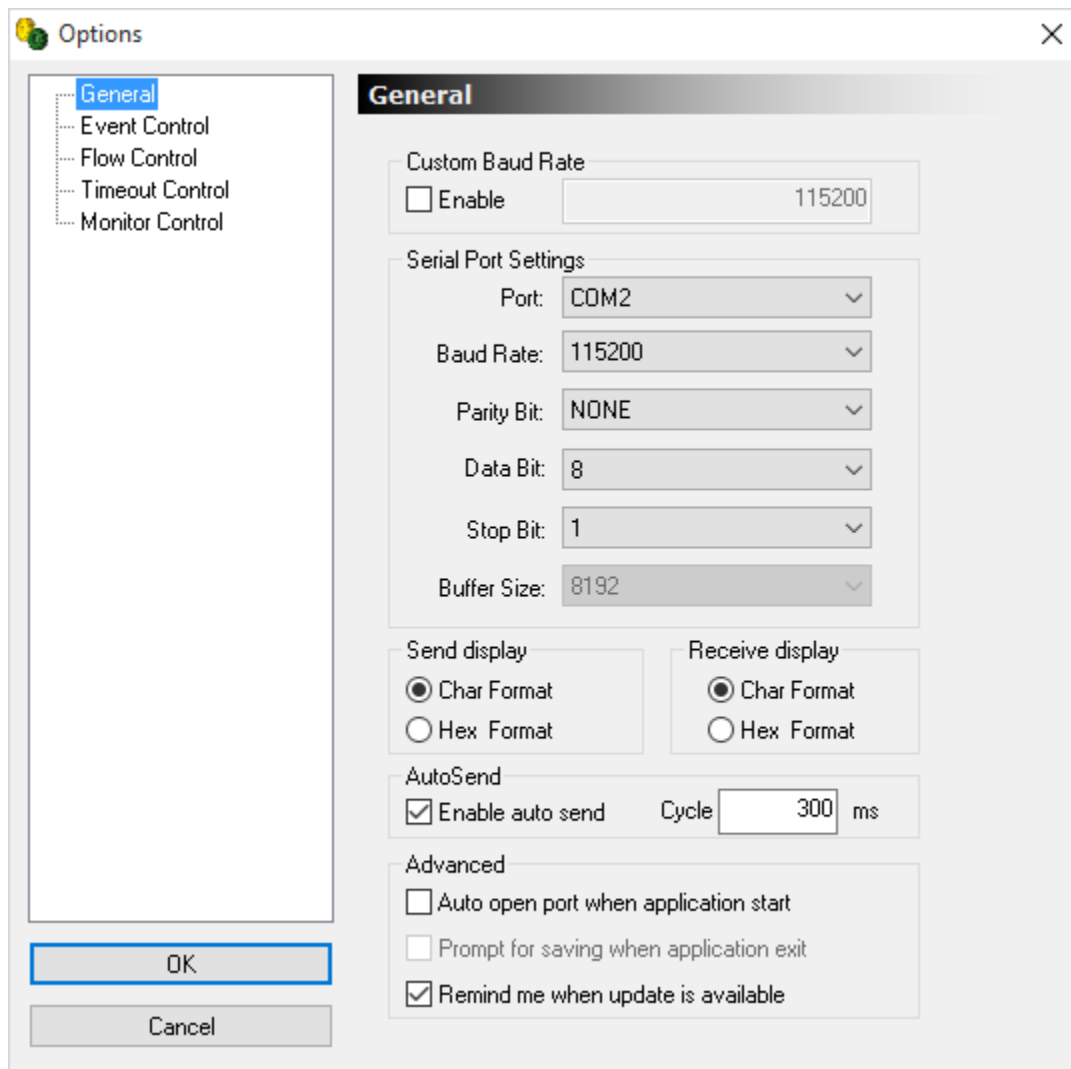 Options
General
Event Control
Flow Control
Timeout Control
Monitor Control
OK
Cancel
General
Custom Baud Rate
Enable 115200
Serial Port Settings
Port: COM2
Baud Rate: 115200
Parity Bit: NONE
Data Bit: 8
Stop Bit: 1
Buffer Size: 8192
Send display
Char Format
Hex Format
Receive display
Char Format
Hex Format
AutoSend
Enable auto send Cycle 300 ms
Advanced
Auto open port when application start
Prompt for saving when application exit
Remind me when update is available